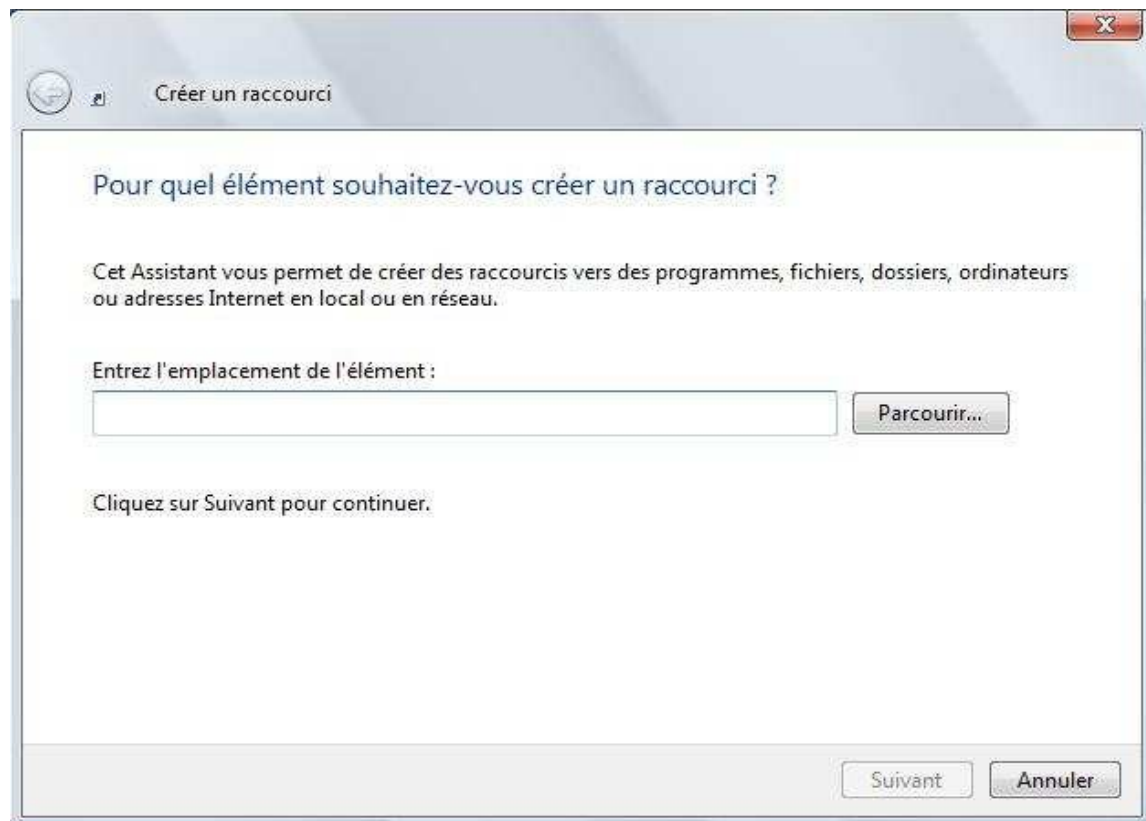 Créer un raccourci
Pour quel élément souhaitez-vous créer un raccourci ?
Cet Assistant vous permet de créer des raccourcis vers des programmes, fichiers, dossiers, ordinateurs
ou adresses Internet en local ou en réseau.
Entrez l'emplacement de l'élément :
Parcourir...
Cliquez sur Suivant pour continuer.
Suivant
Annuler